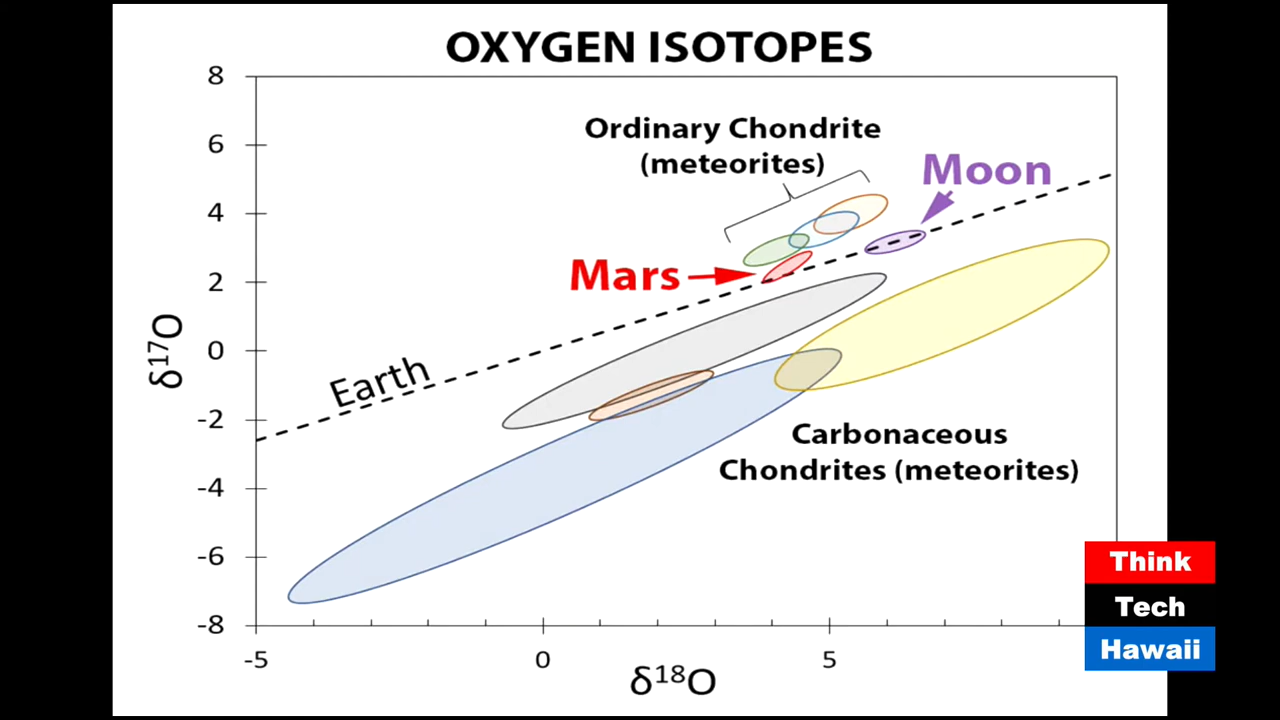 OXYGEN ISOTOPES
8
6
4
2
0
-2
-4
-6
-8
δ¹⁷O
Ordinary Chondrite
(meteorites)
Moon
Mars
Earth
Carbonaceous
Chondrites (meteorites)
-5
0
5
δ¹⁸O
Think
Tech
Hawaii